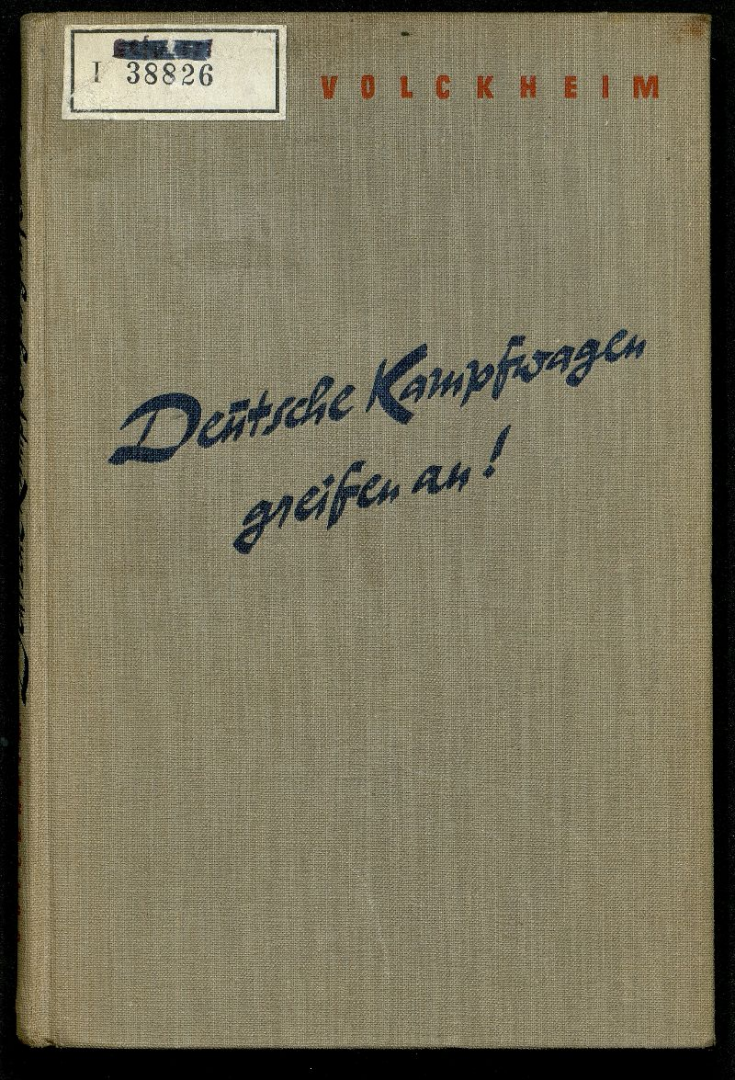 I 38826
VOLCKHEIM
Deutsche Kampfwagen
greifen an!